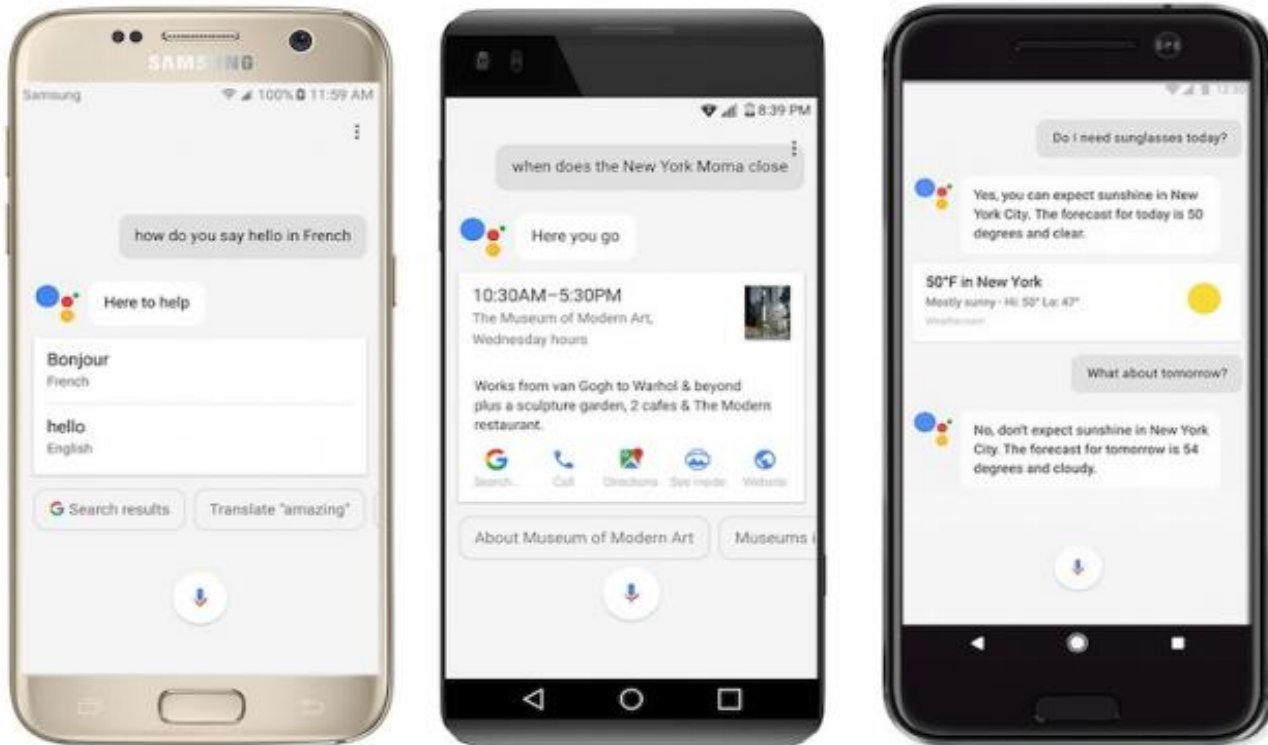 SAMSUNG
Samsung
100% 11:59 AM
how do you say hello in French
Here to help
Bonjour
French
hello
English
G Search results
Translate "amazing"
8:39 PM
when does the New York Moma close
Here you go
10:30AM–5:30PM
The Museum of Modern Art,
Wednesday hours
Works from van Gogh to Warhol & beyond
plus a sculpture garden, 2 cafes & The Modern
restaurant.
G
Search...
Call
Directions
See inside
Website
About Museum of Modern Art
Museums i
12:30
Do I need sunglasses today?
Yes, you can expect sunshine in New
York City. The forecast for today is 50
degrees and clear.
50°F in New York
Mostly sunny · Hi: 50° Lo: 47°
What about tomorrow?
No, don't expect sunshine in New York
City. The forecast for tomorrow is 54
degrees and cloudy.